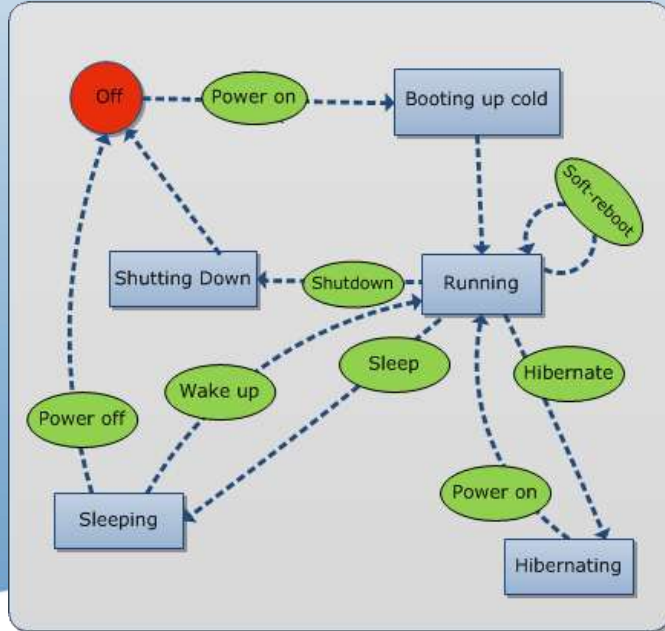 Off
Power on
Booting up cold
Soft-reboot
Shutting Down
Shutdown
Running
Sleep
Wake up
Hibernate
Power off
Power on
Sleeping
Hibernating